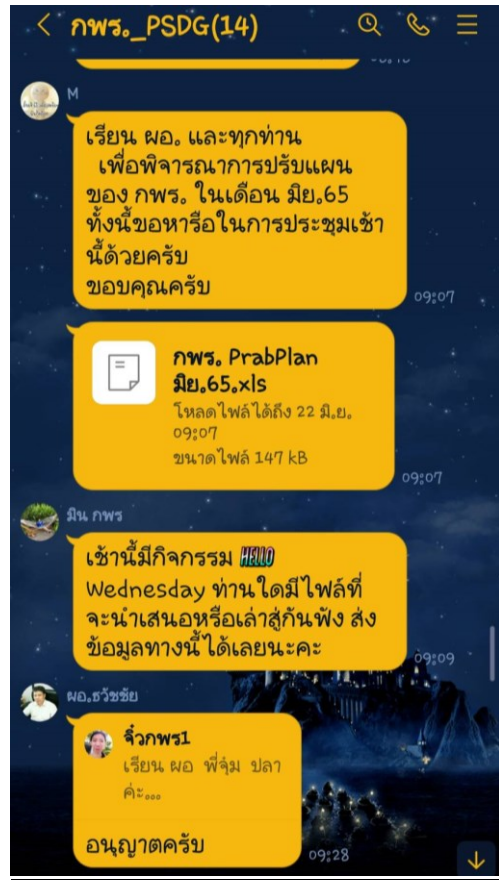 กพร._PSDG(14)
M
เรียน ผอ. และทุกท่าน
เพื่อพิจารณาการปรับแผน
ของ กพร. ในเดือน มิย.65
ทั้งนี้ขอหารือในการประชุมเช้า
นี้ด้วยครับ
ขอบคุณครับ
09:07
กพร. PrabPlan
มิย.65.xls
โหลดไฟล์ได้ถึง 22 มิ.ย.
09:07
ขนาดไฟล์ 147 kB
09:07
มิน กพร
เช้านี้มีกิจกรรม HELLO
Wednesday ท่านใดมีไฟล์ที่
จะนำเสนอหรือเล่าสู่กันฟัง ส่ง
ข้อมูลทางนี้ได้เลยนะคะ
09:09
ผอ.ธวัชชัย
จิ๋วกพร1
เรียน ผอ พี่จุ๋ม ปลา
ค่ะ...
อนุญาตครับ
09:28